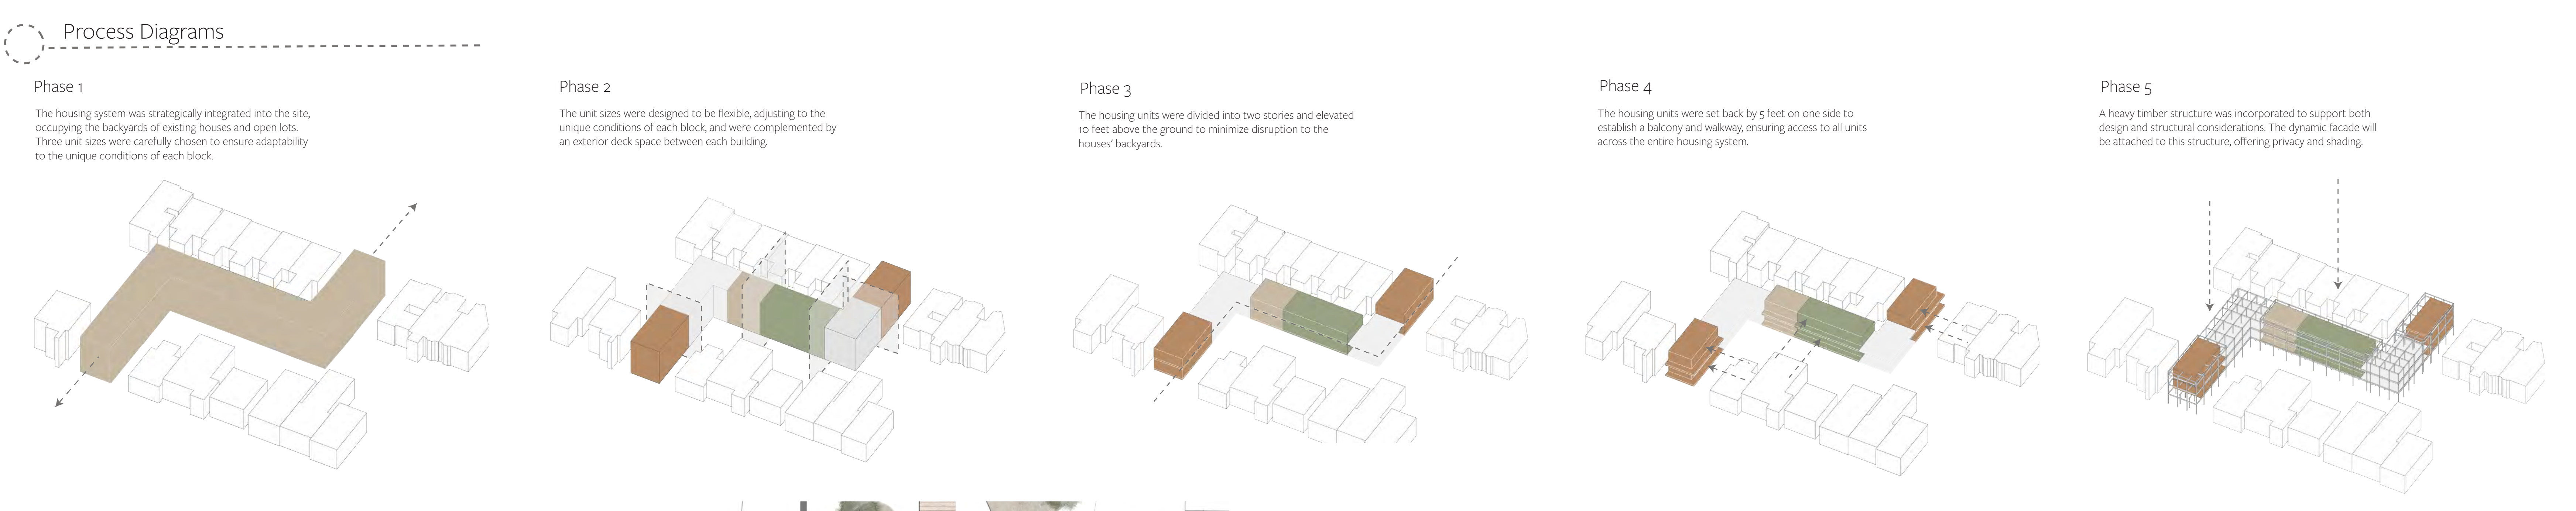 Process Diagrams
Phase 1
The housing system was strategically integrated into the site,
occupying the backyards of existing houses and open lots.
Three unit sizes were carefully chosen to ensure adaptability
to the unique conditions of each block.
Phase 2
The unit sizes were designed to be flexible, adjusting to the
unique conditions of each block, and were complemented by
an exterior deck space between each building.
Phase 3
The housing units were divided into two stories and elevated
10 feet above the ground to minimize disruption to the
houses' backyards.
Phase 4
The housing units were set back by 5 feet on one side to
establish a balcony and walkway, ensuring access to all units
across the entire housing system.
Phase 5
A heavy timber structure was incorporated to support both
design and structural considerations. The dynamic facade will
be attached to this structure, offering privacy and shading.